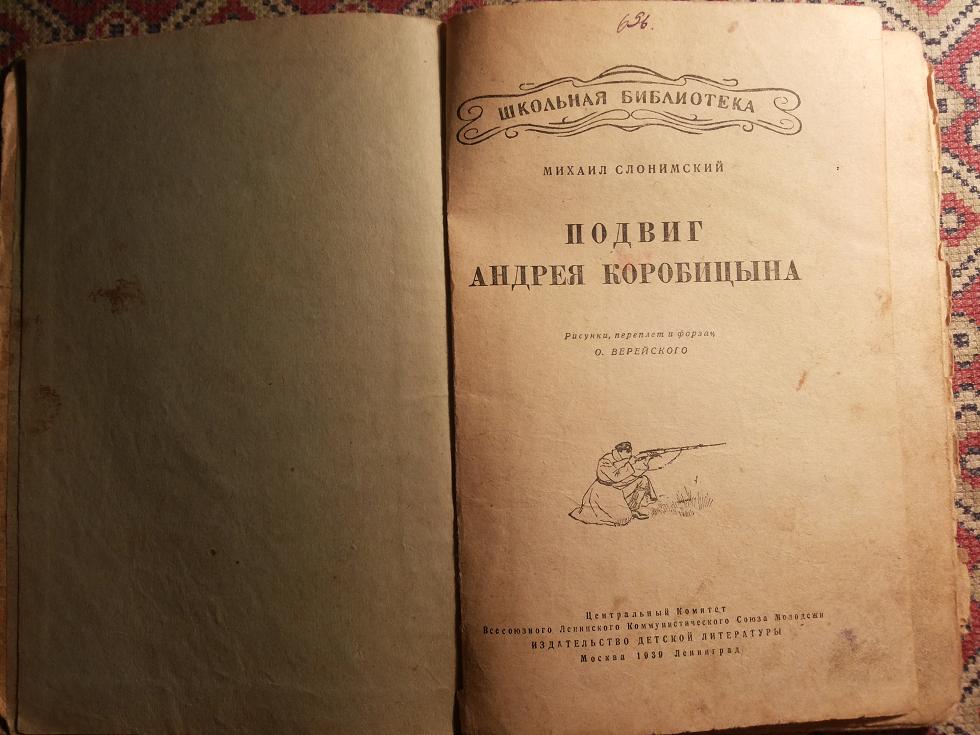 656.
ШКОЛЬНАЯ БИБЛИОТЕКА
МИХАИЛ СЛОНИМСКИЙ
ПОДВИГ
АНДРЕЯ КОРОБИЦЫНА
Рисунки, переплет и форзац
О. ВЕРЕЙСКОГО
Центральный Комитет
Всесоюзного Ленинского Коммунистического Союза Молодежи
ИЗДАТЕЛЬСТВО ДЕТСКОЙ ЛИТЕРАТУРЫ
Москва 1939 Ленинград